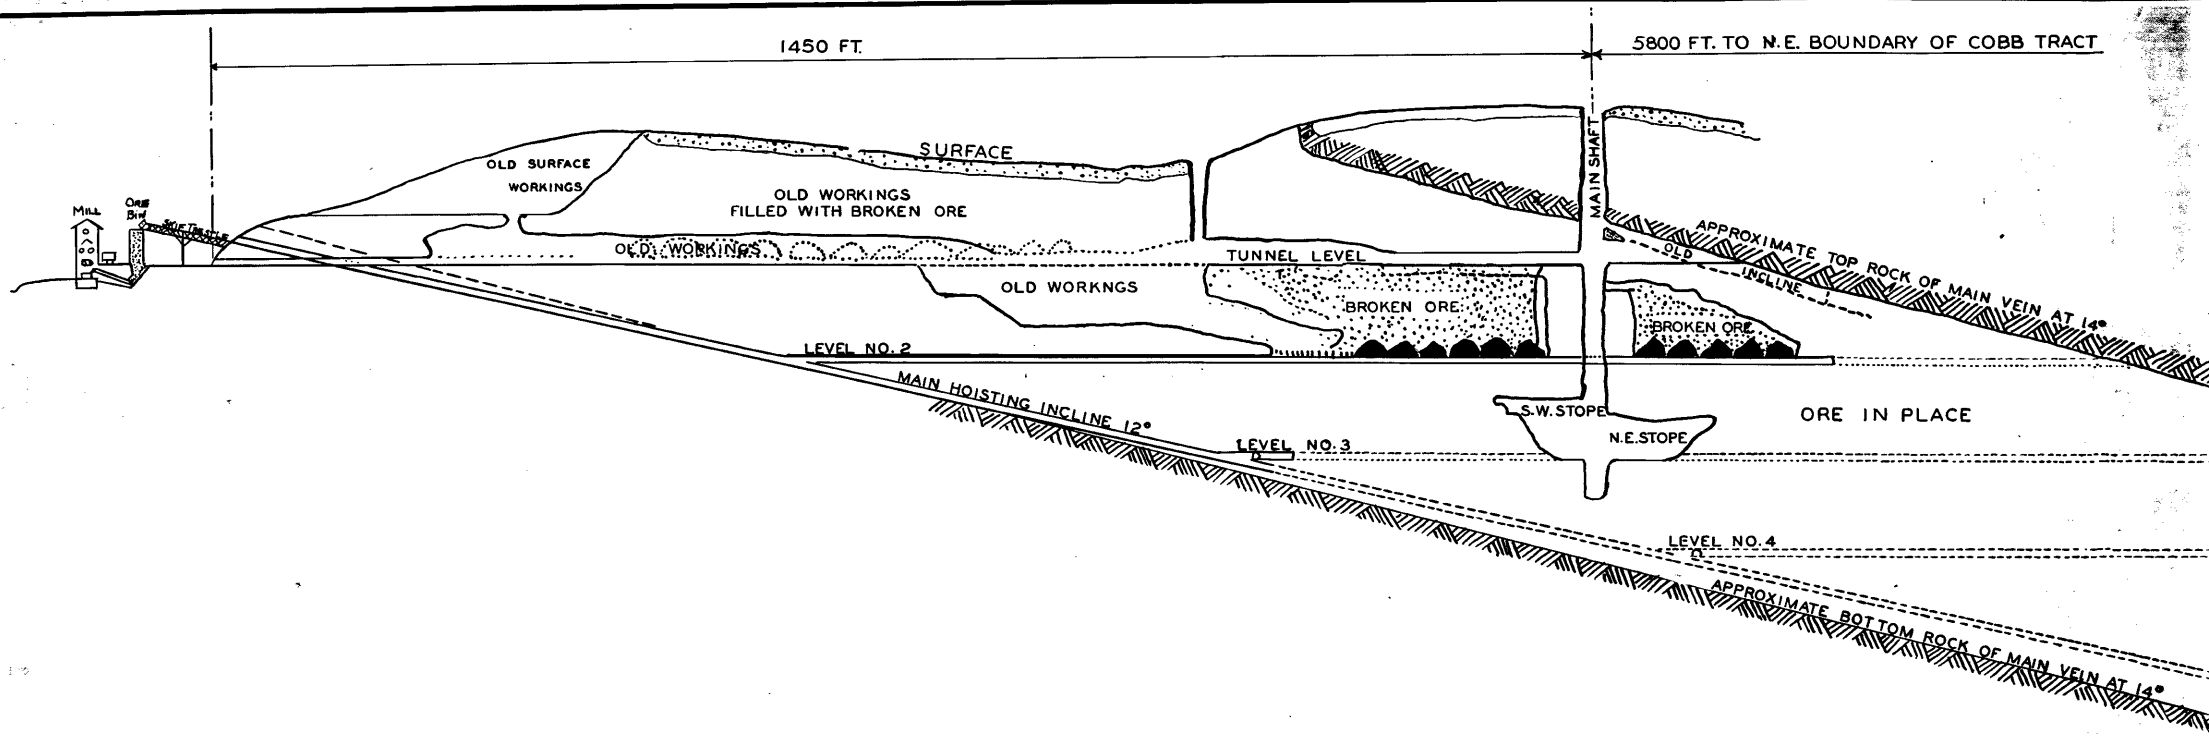 1450 FT.
5800 FT. TO N.E. BOUNDARY OF COBB TRACT
MAIN SHAFT
SURFACE
OLD SURFACE
WORKINGS
OLD WORKINGS
FILLED WITH BROKEN ORE
MILL
ORE
BIN
SKIP TRESTLE
OLD WORKINGS
TUNNEL LEVEL
APPROXIMATE TOP ROCK OF MAIN VEIN AT 14°
OLD INCLINE
OLD WORKNGS
BROKEN ORE
BROKEN ORE
LEVEL NO. 2
MAIN HOISTING INCLINE 12°
S.W. STOPE
N.E. STOPE
ORE IN PLACE
LEVEL NO. 3
LEVEL NO. 4
APPROXIMATE BOTTOM ROCK OF MAIN VEIN AT 14°